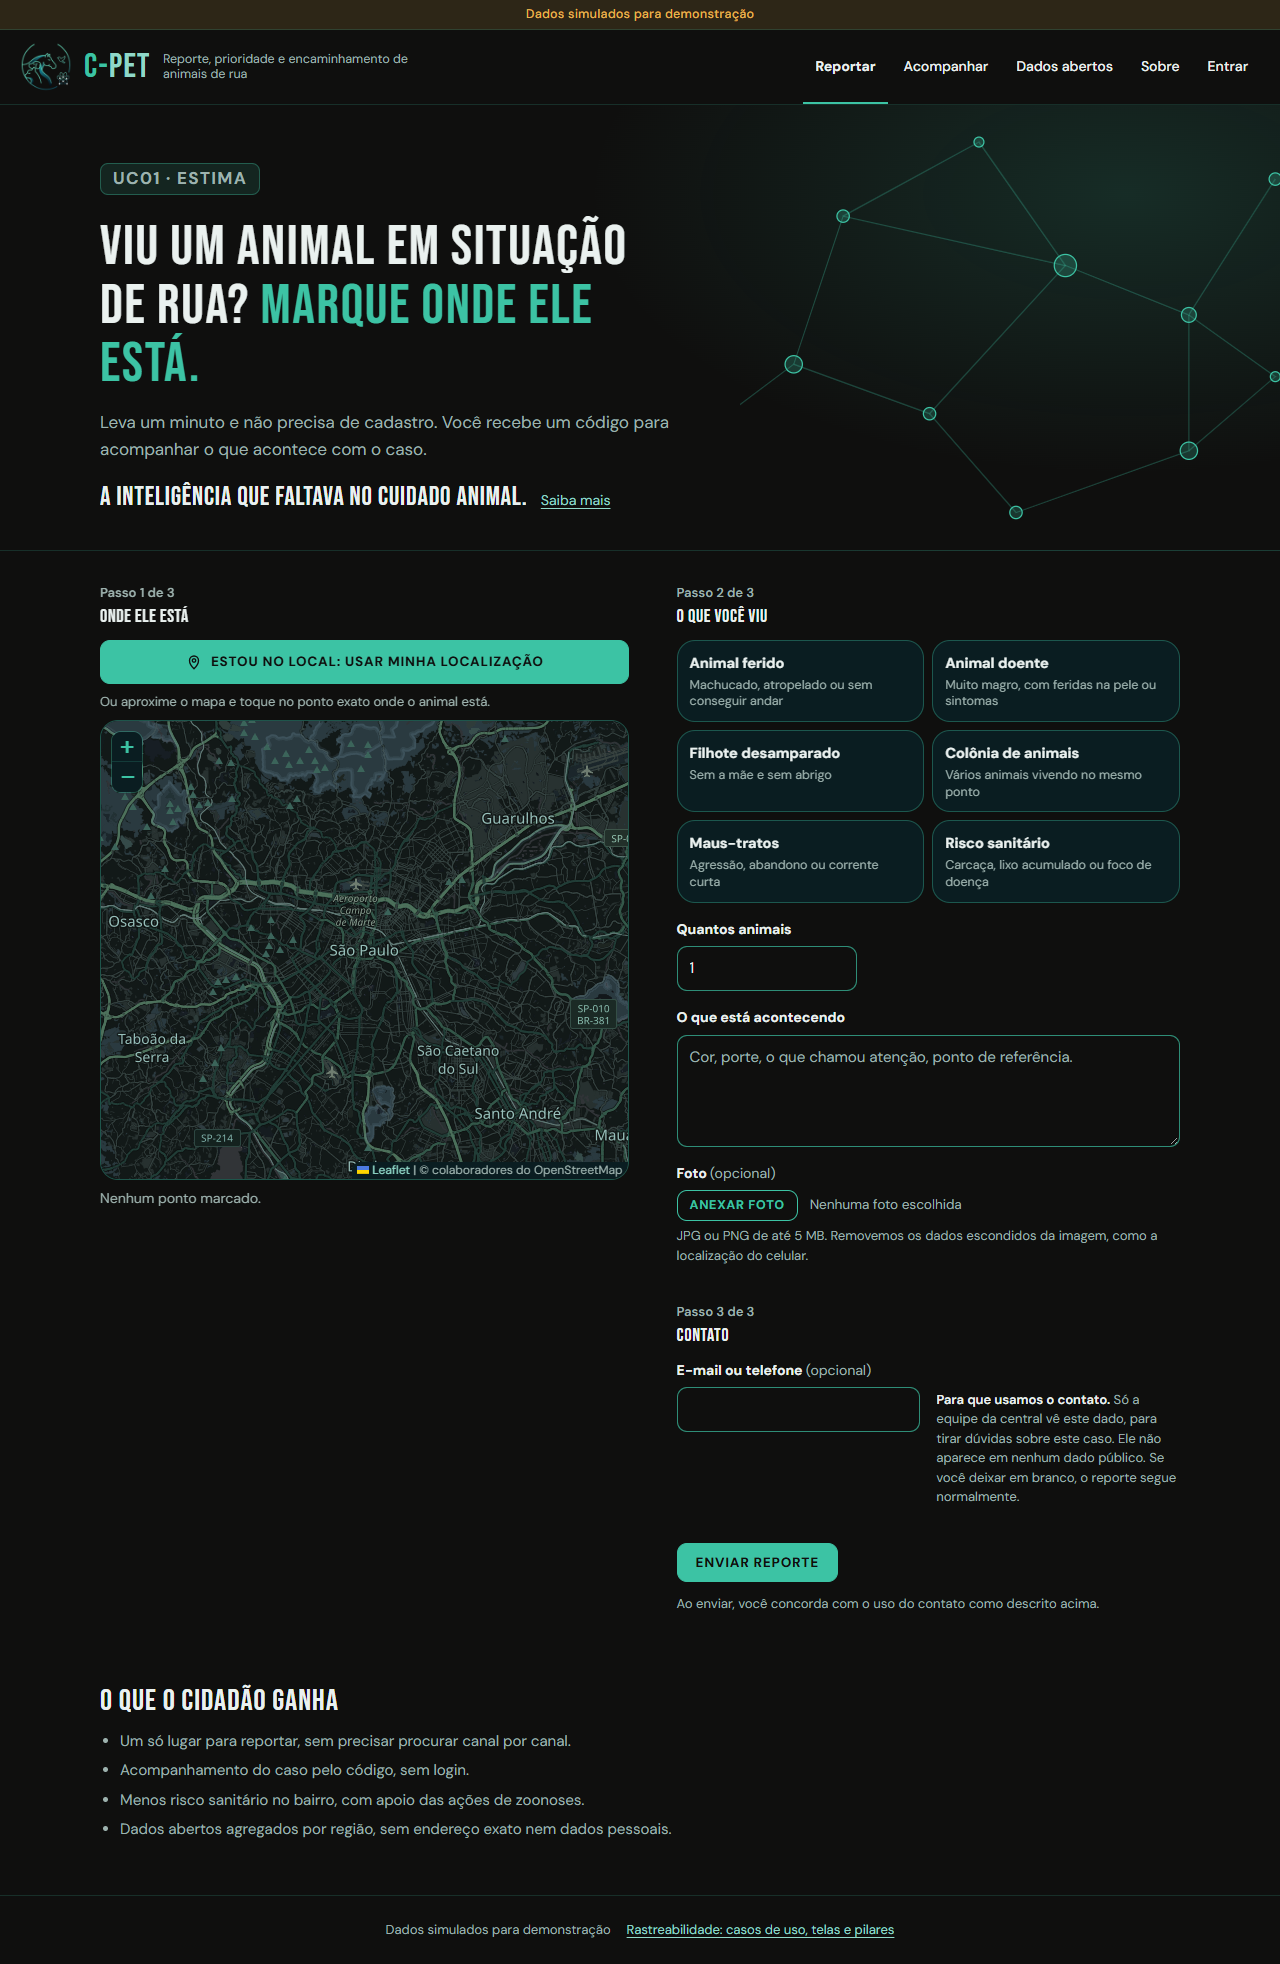 Dados simulados para demonstração
C-PET
Reporte, prioridade e encaminhamento de
animais de rua
Reportar
Acompanhar
Dados abertos
Sobre
Entrar
UC01 · ESTIMA
VIU UM ANIMAL EM SITUAÇÃO
DE RUA? MARQUE ONDE ELE
ESTÁ.
Leva um minuto e não precisa de cadastro. Você recebe um código para
acompanhar o que acontece com o caso.
A INTELIGÊNCIA QUE FALTAVA NO CUIDADO ANIMAL. Saiba mais
Passo 1 de 3
ONDE ELE ESTÁ
ESTOU NO LOCAL: USAR MINHA LOCALIZAÇÃO
Ou aproxime o mapa e toque no ponto exato onde o animal está.
+
−
Guarulhos
SP-0
Aeroporto
Campo
de Marte
Osasco
São Paulo
SP-010
BR-381
Taboão da
Serra
São Caetano
do Sul
Santo André
Mauá
SP-214
Leaflet | © colaboradores do OpenStreetMap
Nenhum ponto marcado.
Passo 2 de 3
O QUE VOCÊ VIU
Animal ferido
Machucado, atropelado ou sem
conseguir andar
Animal doente
Muito magro, com feridas na pele ou
sintomas
Filhote desamparado
Sem a mãe e sem abrigo
Colônia de animais
Vários animais vivendo no mesmo
ponto
Maus-tratos
Agressão, abandono ou corrente
curta
Risco sanitário
Carcaça, lixo acumulado ou foco de
doença
Quantos animais
1
O que está acontecendo
Cor, porte, o que chamou atenção, ponto de referência.
Foto (opcional)
ANEXAR FOTO
Nenhuma foto escolhida
JPG ou PNG de até 5 MB. Removemos os dados escondidos da imagem, como a
localização do celular.
Passo 3 de 3
CONTATO
E-mail ou telefone (opcional)
Para que usamos o contato. Só a
equipe da central vê este dado, para
tirar dúvidas sobre este caso. Ele não
aparece em nenhum dado público. Se
você deixar em branco, o reporte segue
normalmente.
ENVIAR REPORTE
Ao enviar, você concorda com o uso do contato como descrito acima.
O QUE O CIDADÃO GANHA
• Um só lugar para reportar, sem precisar procurar canal por canal.
• Acompanhamento do caso pelo código, sem login.
• Menos risco sanitário no bairro, com apoio das ações de zoonoses.
• Dados abertos agregados por região, sem endereço exato nem dados pessoais.
Dados simulados para demonstração
Rastreabilidade: casos de uso, telas e pilares